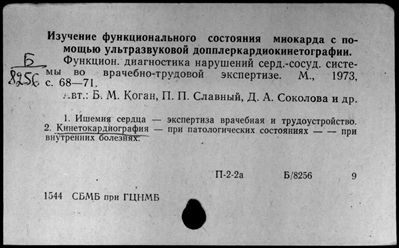 Изучение функционального состояния миокарда с по-
мощью ультразвуковой допплеркардиокинетографии.
Б
8256
Функцион. диагностика нарушений серд.-сосуд. систе-
мы во врачебно-трудовой экспертизе. М., 1973,
с. 68—71.
Авт.: Б. М. Коган, П. П. Славный, Д. А. Соколова и др.
1. Ишемия сердца — экспертиза врачебная и трудоустройство.
2. Кинетокардиография — при патологических состояниях — — при
внутренних болезнях.
П-2-2а Б/8256 9
1544 СБМБ при ГЦНМБ